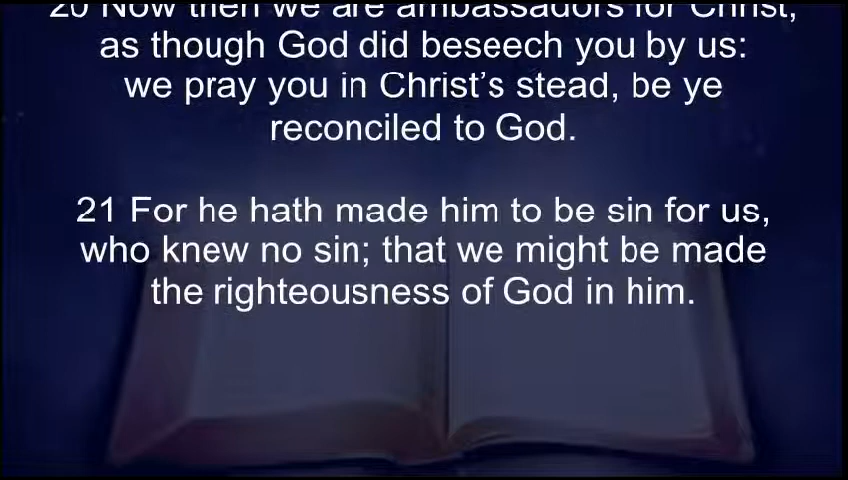 20 Now then we are ambassadors for Christ,
as though God did beseech you by us:
we pray you in Christ's stead, be ye
reconciled to God.
21 For he hath made him to be sin for us,
who knew no sin; that we might be made
the righteousness of God in him.